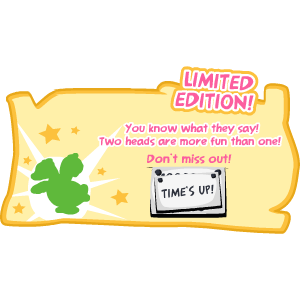 LIMITED
EDITION!
You know what they say!
Two heads are more fun than one!
Don't miss out!
TIME'S UP!